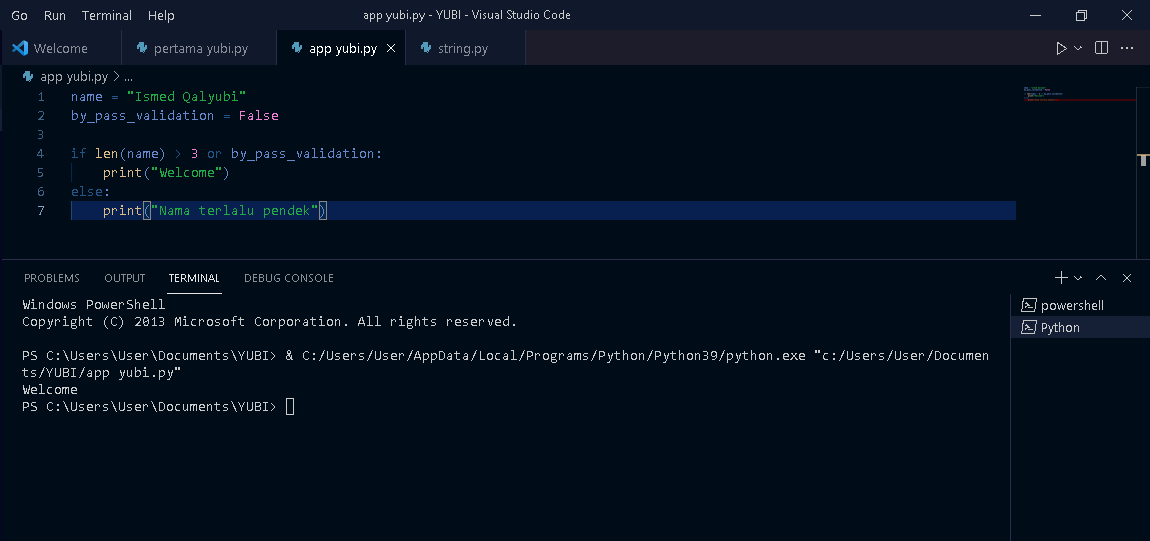 Go Run Terminal Help app yubi.py - YUBI - Visual Studio Code
Welcome pertama yubi.py app yubi.py string.py
app yubi.py > ...
1 name = "Ismed Qalyubi"
2 by_pass_validation = False
3
4 if len(name) > 3 or by_pass_validation:
5     print("Welcome")
6 else:
7     print("Nama terlalu pendek")
PROBLEMS OUTPUT TERMINAL DEBUG CONSOLE
Windows PowerShell
Copyright (C) 2013 Microsoft Corporation. All rights reserved.
PS C:\Users\User\Documents\YUBI> & C:/Users/User/AppData/Local/Programs/Python/Python39/python.exe "c:/Users/User/Documen
ts/YUBI/app yubi.py"
Welcome
PS C:\Users\User\Documents\YUBI>
powershell
Python